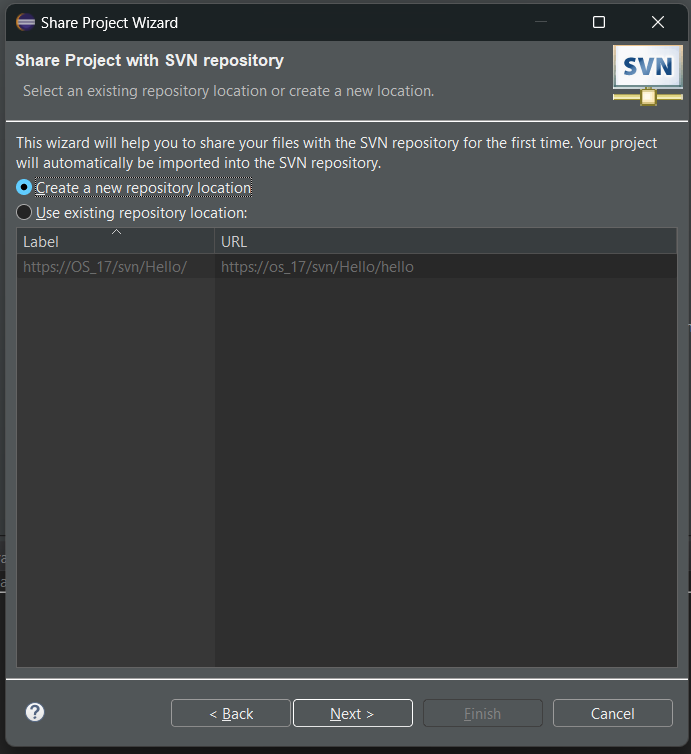 Share Project Wizard
Share Project with SVN repository
Select an existing repository location or create a new location.
SVN
This wizard will help you to share your files with the SVN repository for the first time. Your project
will automatically be imported into the SVN repository.
Create a new repository location
Use existing repository location:
Label URL
https://OS_17/svn/Hello/ https://os_17/svn/Hello/hello
? < Back Next > Finish Cancel